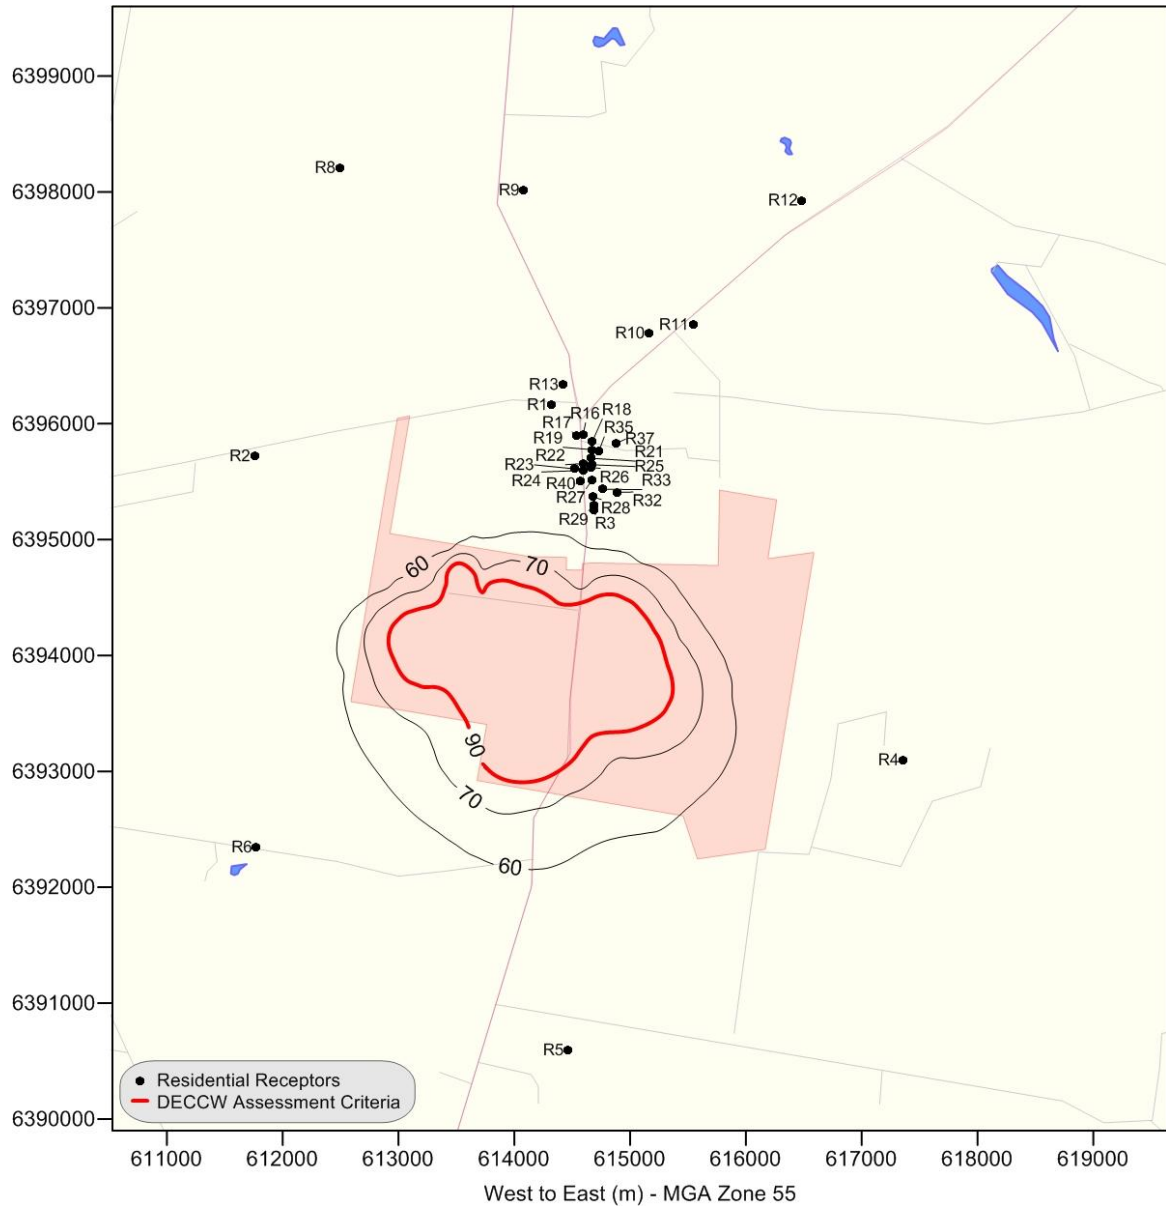 6399000
R8
R9
6398000
R12
6397000
R11
R10
R13
R1
R16
R18
6396000
R17
R35
R19
R37
R2
R22
R21
R23
R25
R24
R40
R26
R33
R27
R32
R28
R29
R3
6395000
60
70
6394000
90
6393000
R4
70
R6
60
6392000
6391000
R5
Residential Receptors
DECCW Assessment Criteria
6390000
611000 612000 613000 614000 615000 616000 617000 618000 619000
West to East (m) - MGA Zone 55